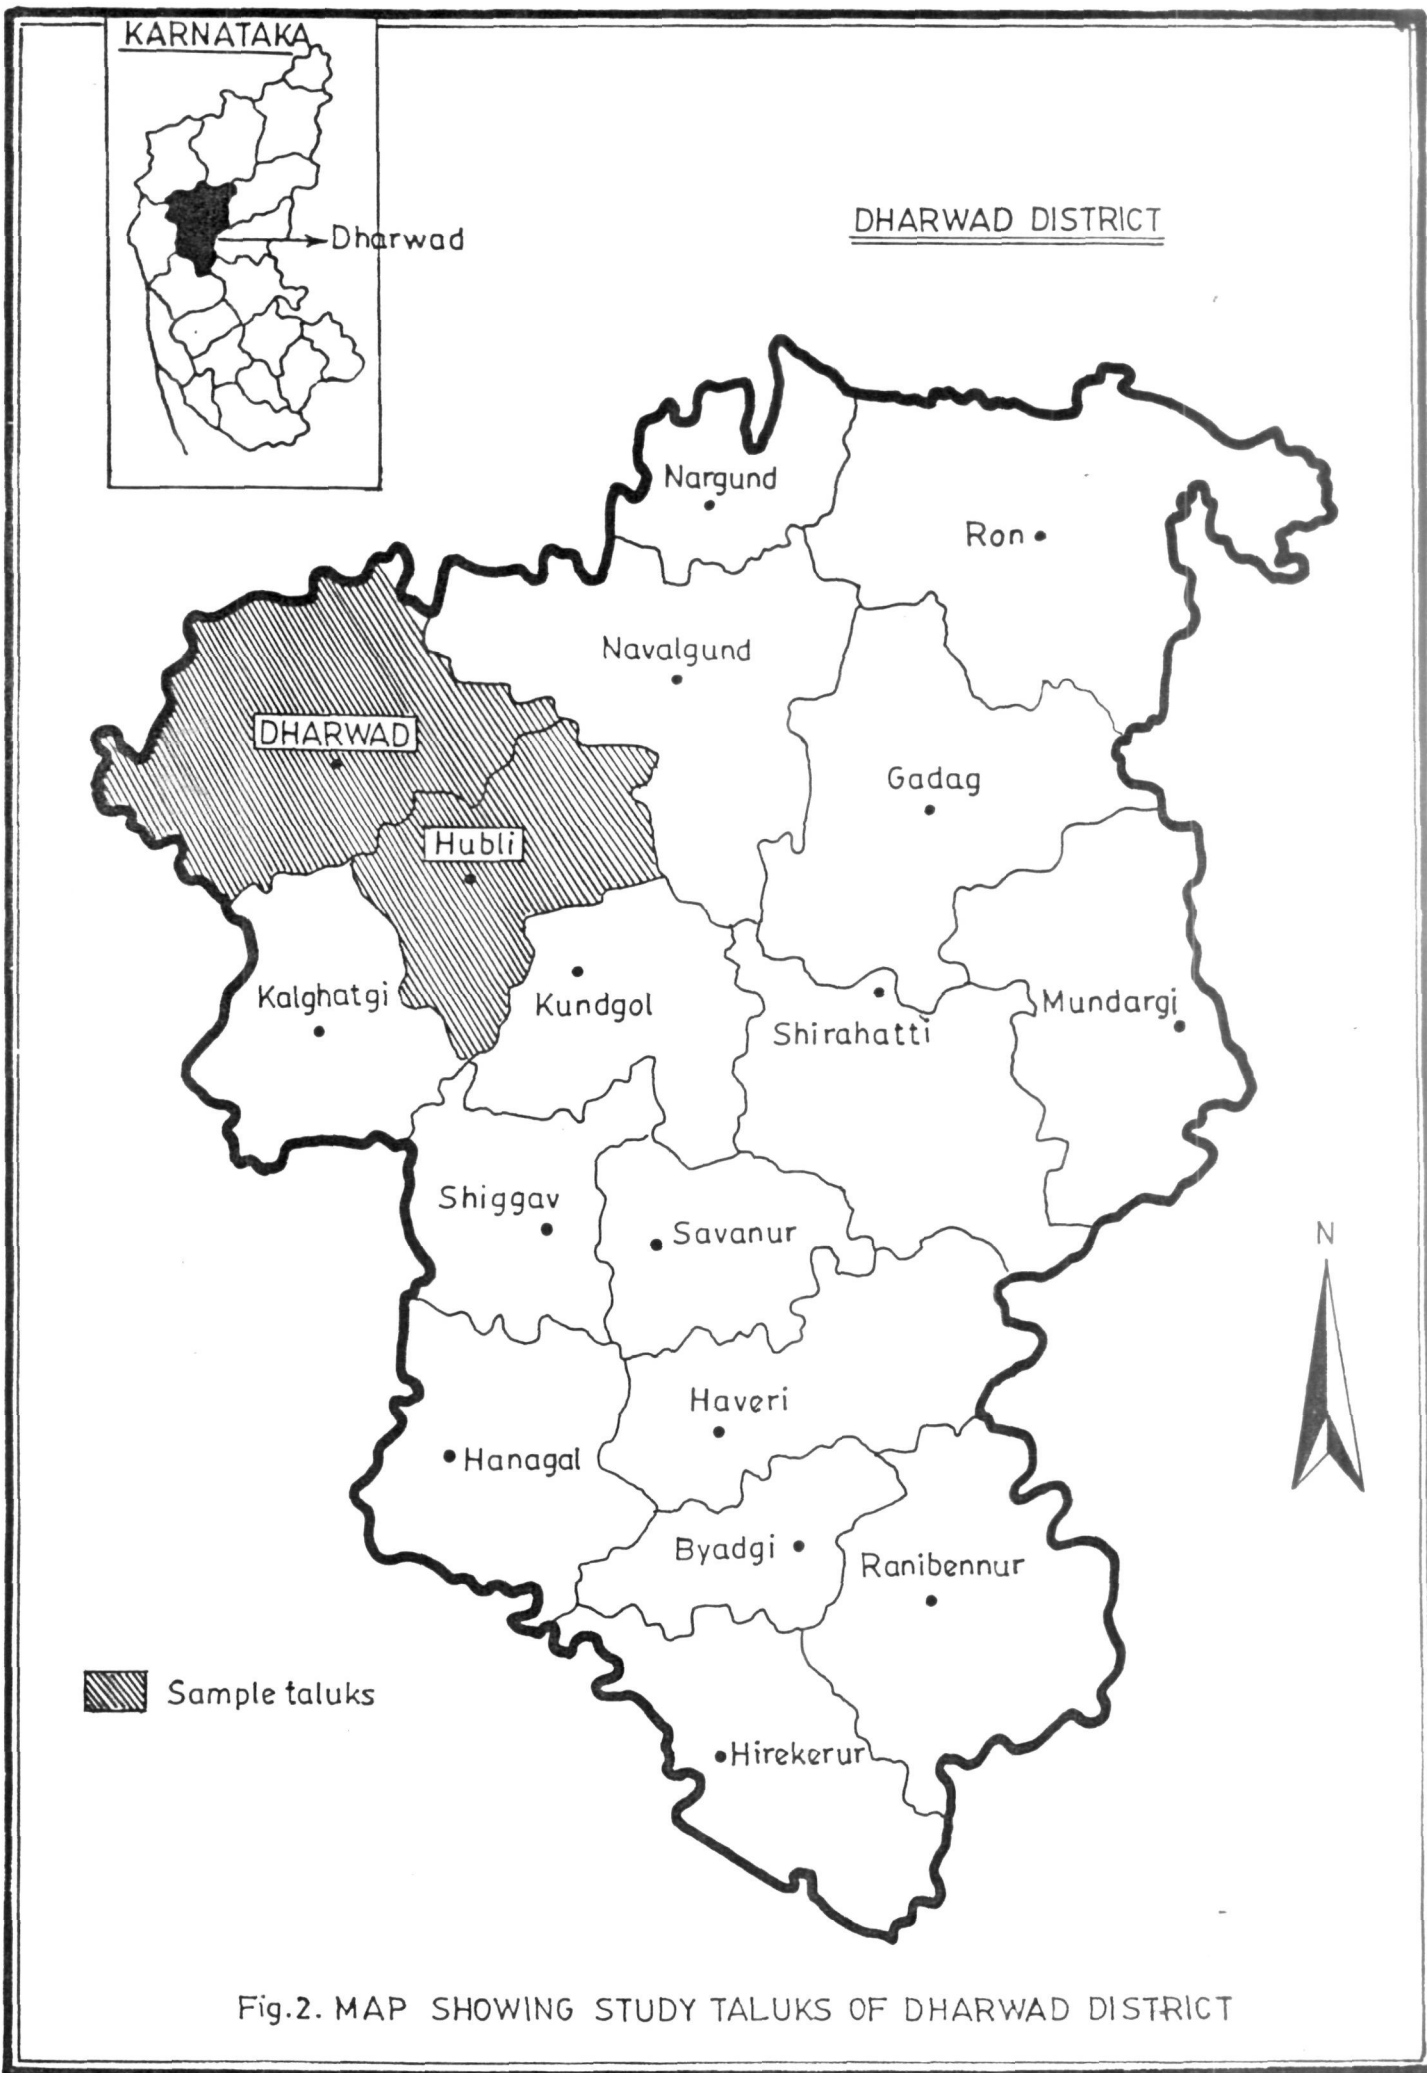 KARNATAKA
Dharwad
DHARWAD DISTRICT
Nargund
Ron
Navalgund
DHARWAD
Gadag
Hubli
Kalghatgi
Kundgol
Shirahatti
Mundargi
Shiggav
Savanur
N
Haveri
Hanagal
Byadgi
Ranibennur
Sample taluks
Hirekerur
Fig.2. MAP SHOWING STUDY TALUKS OF DHARWAD DISTRICT